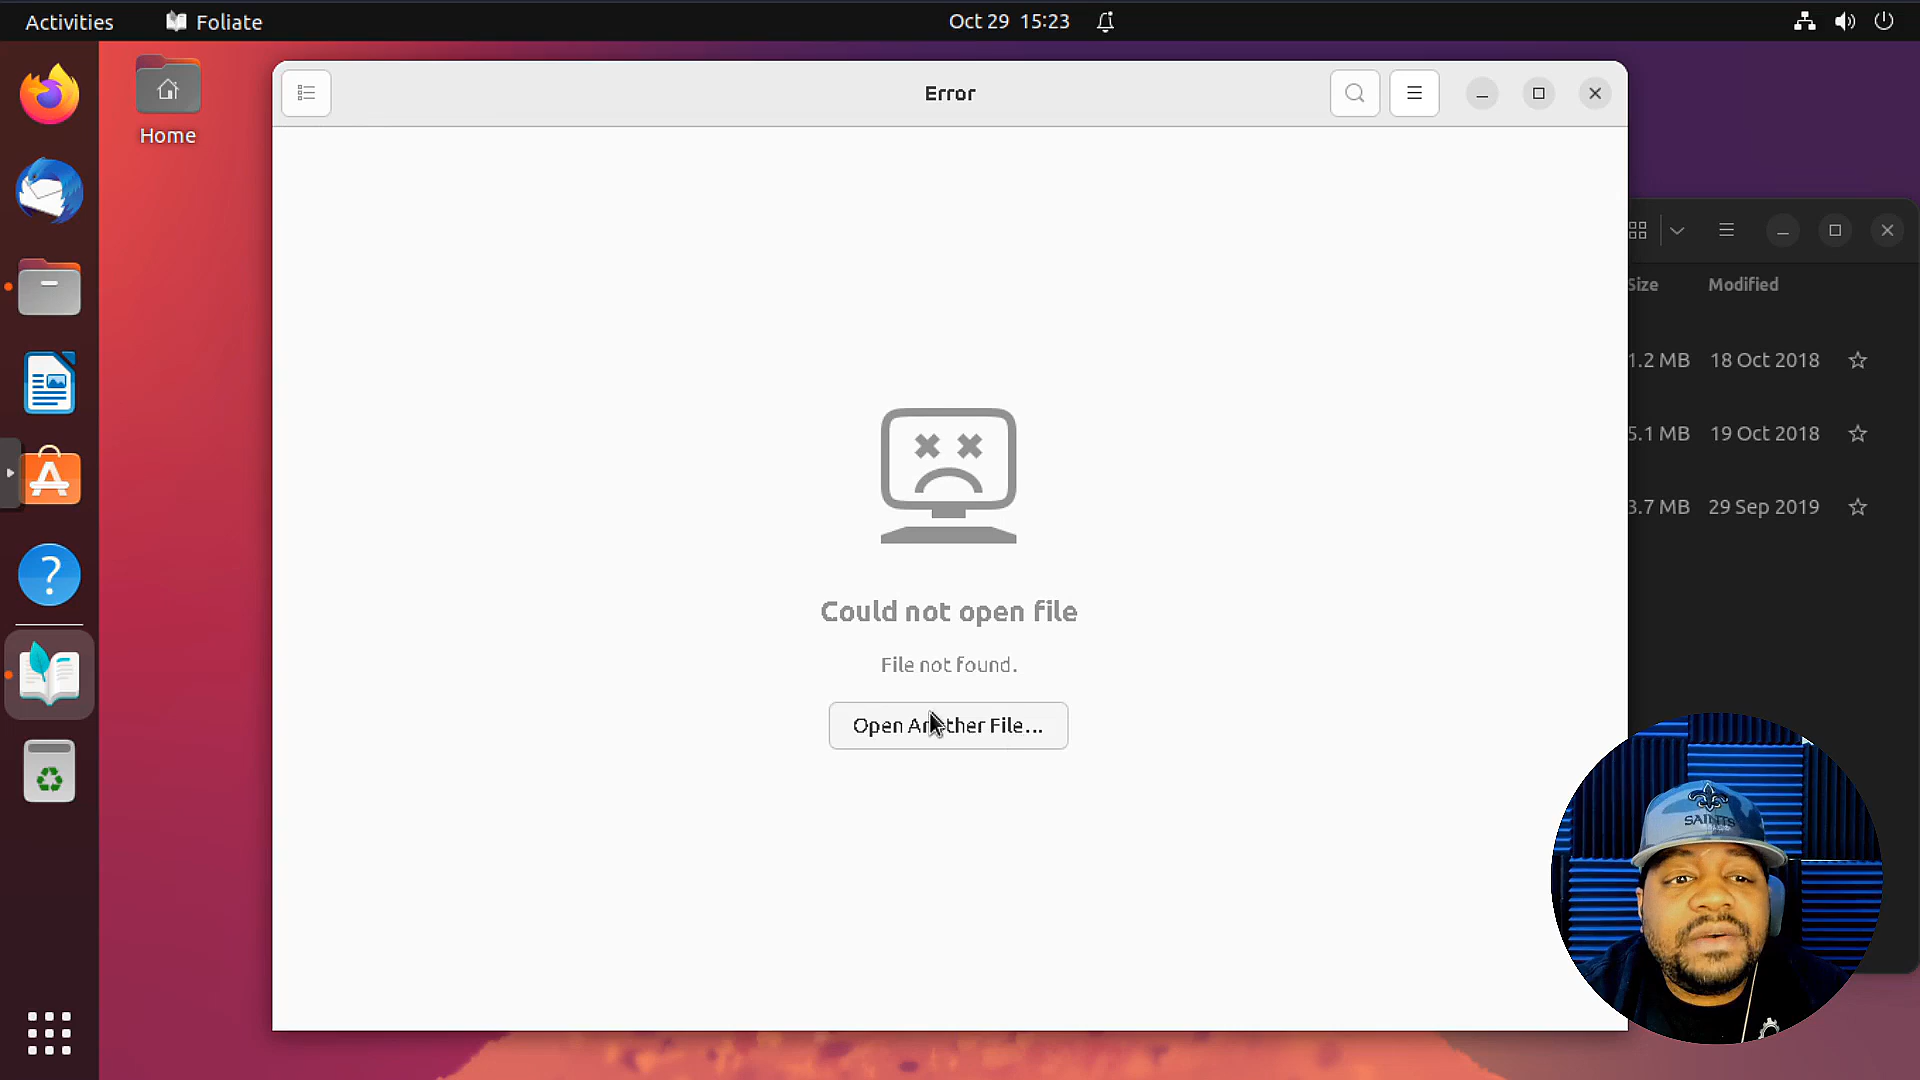 Activities
Foliate
Oct 29 15:23
Home
Error
Size Modified
1.2 MB 18 Oct 2018
5.1 MB 19 Oct 2018
3.7 MB 29 Sep 2019
Could not open file
File not found.
Open Another File...
SAINTS